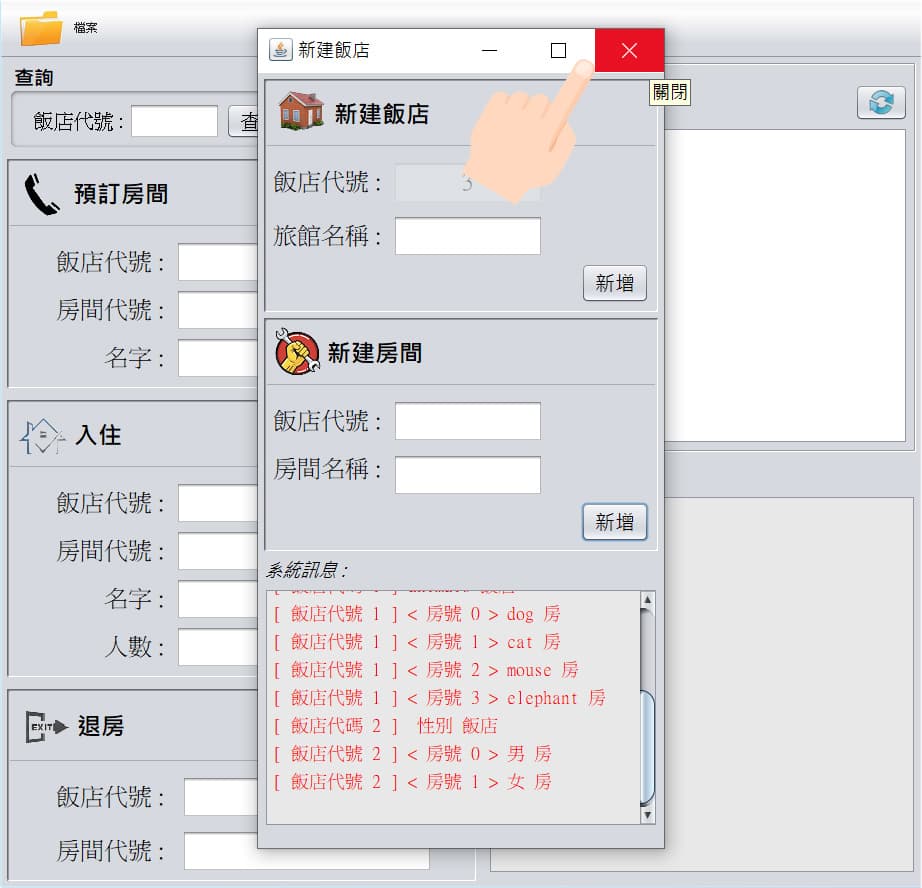 檔案
查詢
飯店代號 :
查
預訂房間
飯店代號 :
房間代號 :
名字 :
入住
飯店代號 :
房間代號 :
名字 :
人數 :
EXIT
退房
飯店代號 :
房間代號 :
新建飯店
關閉
新建飯店
飯店代號 :
3
旅館名稱 :
新增
新建房間
飯店代號 :
房間名稱 :
新增
系統訊息 :
[ 飯店代號 1 ] < 房號 0 > dog 房
[ 飯店代號 1 ] < 房號 1 > cat 房
[ 飯店代號 1 ] < 房號 2 > mouse 房
[ 飯店代號 1 ] < 房號 3 > elephant 房
[ 飯店代碼 2 ] 性別 飯店
[ 飯店代號 2 ] < 房號 0 > 男 房
[ 飯店代號 2 ] < 房號 1 > 女 房